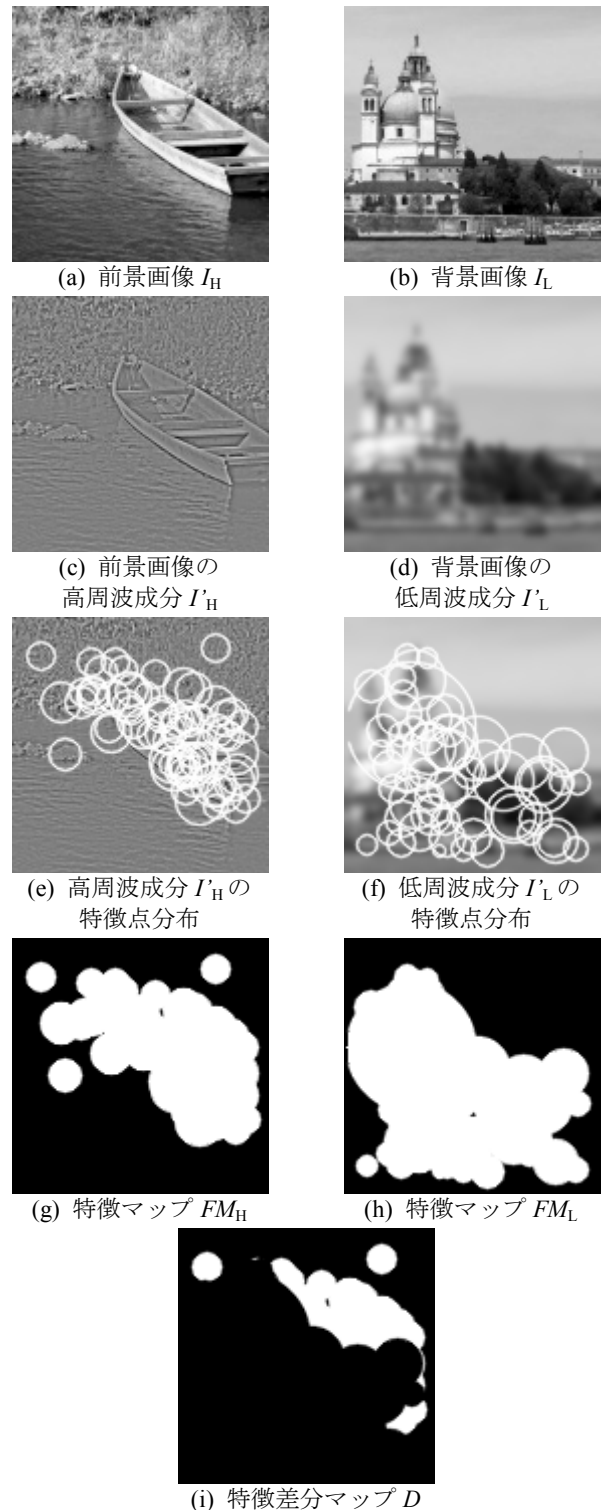 (a) 前景画像 I_H
(b) 背景画像 I_L
(c) 前景画像の
高周波成分 I'_H
(d) 背景画像の
低周波成分 I'_L
(e) 高周波成分 I'_H の
特徴点分布
(f) 低周波成分 I'_L の
特徴点分布
(g) 特徴マップ FM_H
(h) 特徴マップ FM_L
(i) 特徴差分マップ D